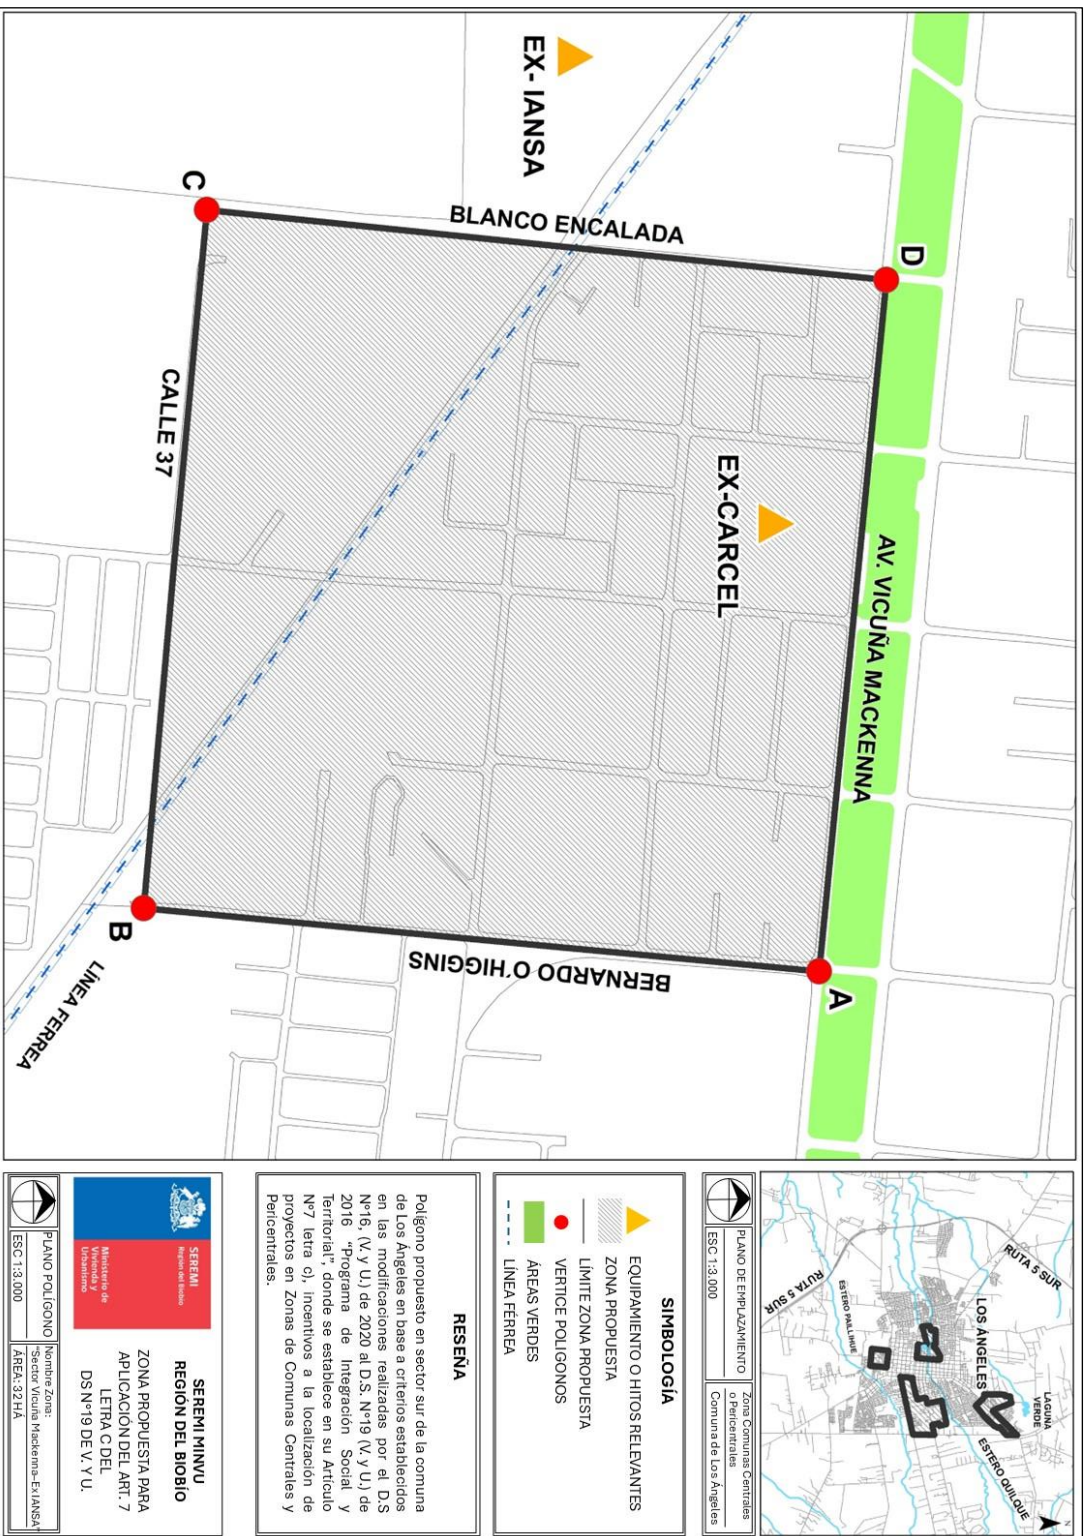 EX- IANSA
C
BLANCO ENCALADA
D
CALLE 37
EX-CARCEL
AV. VICUÑA MACKENNA
B
BERNARDO O'HIGGINS
A
LÍNEA FERREA
RUTA 5 SUR
RUTA 5 SUR
LOS ÁNGELES
LAGUNA
VERDE
ESTERO PAILLIHUE
ESTERO QUILQUE
N
PLANO DE EMPLAZAMIENTO
ESC 1:3.000
Zona Comunas Centrales
o Pericentrales
Comuna de Los Ángeles
SIMBOLOGÍA
EQUIPAMIENTO O HITOS RELEVANTES
ZONA PROPUESTA
LÍMITE ZONA PROPUESTA
VERTICE POLIGONOS
ÁREAS VERDES
LÍNEA FÉRREA
RESEÑA
Polígono propuesto en sector sur de la comuna
de Los Ángeles en base a criterios establecidos
en las modificaciones realizadas por el D.S
N°16, (V. y U.) de 2020 al D.S. N°19 (V. y U.) de
2016 "Programa de Integración Social y
Territorial", donde se establece en su Artículo
N°7 letra c), incentivos a la localización de
proyectos en Zonas de Comunas Centrales y
Pericentrales.
SEREMI
Región del Biobío
Ministerio de
Vivienda y
Urbanismo
SEREMI MINVU
REGIÓN DEL BIOBÍO
ZONA PROPUESTA PARA
APLICACIÓN DEL ART. 7
LETRA C DEL
DS N°19 DE V. Y U.
PLANO POLÍGONO
ESC 1:3.000
Nombre Zona:
"Sector Vicuña Mackenna-Ex IANSA"
ÁREA: 32 HÁ